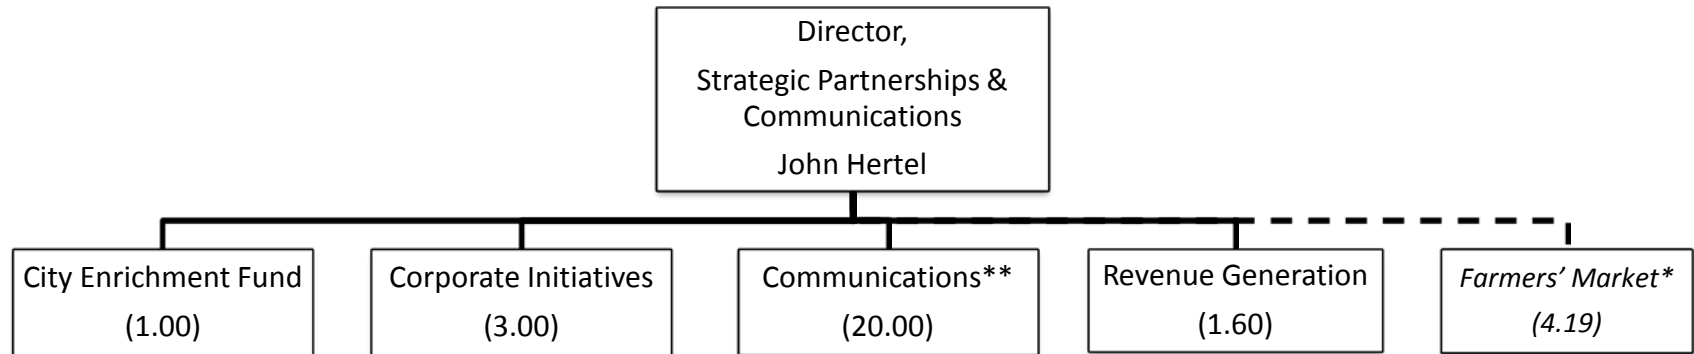 Director,
Strategic Partnerships &
Communications
John Hertel
City Enrichment Fund
(1.00)
Corporate Initiatives
(3.00)
Communications**
(20.00)
Revenue Generation
(1.60)
Farmers’ Market*
(4.19)